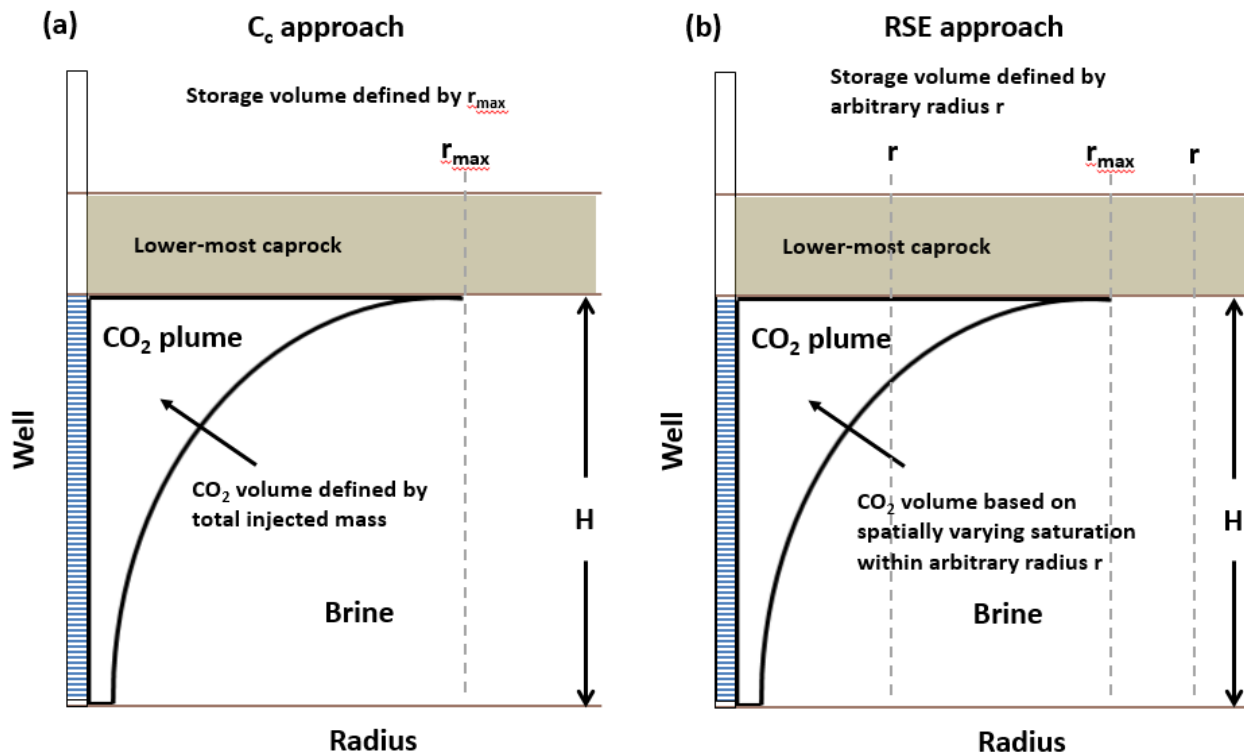 (a)
Cc approach
Storage volume defined by rmax
rmax
Lower-most caprock
CO2 plume
Well
CO2 volume defined by
total injected mass
H
Brine
Radius
(b)
RSE approach
Storage volume defined by
arbitrary radius r
r
rmax
r
Lower-most caprock
CO2 plume
Well
CO2 volume based on
spatially varying saturation
within arbitrary radius r
H
Brine
Radius